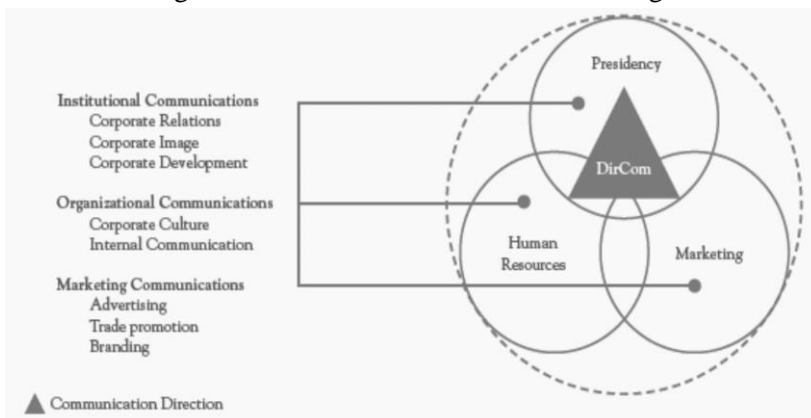 Institutional Communications
Corporate Relations
Corporate Image
Corporate Development
Organizational Communications
Corporate Culture
Internal Communication
Marketing Communications
Advertising
Trade promotion
Branding
Communication Direction
Presidency
DirCom
Human
Resources
Marketing